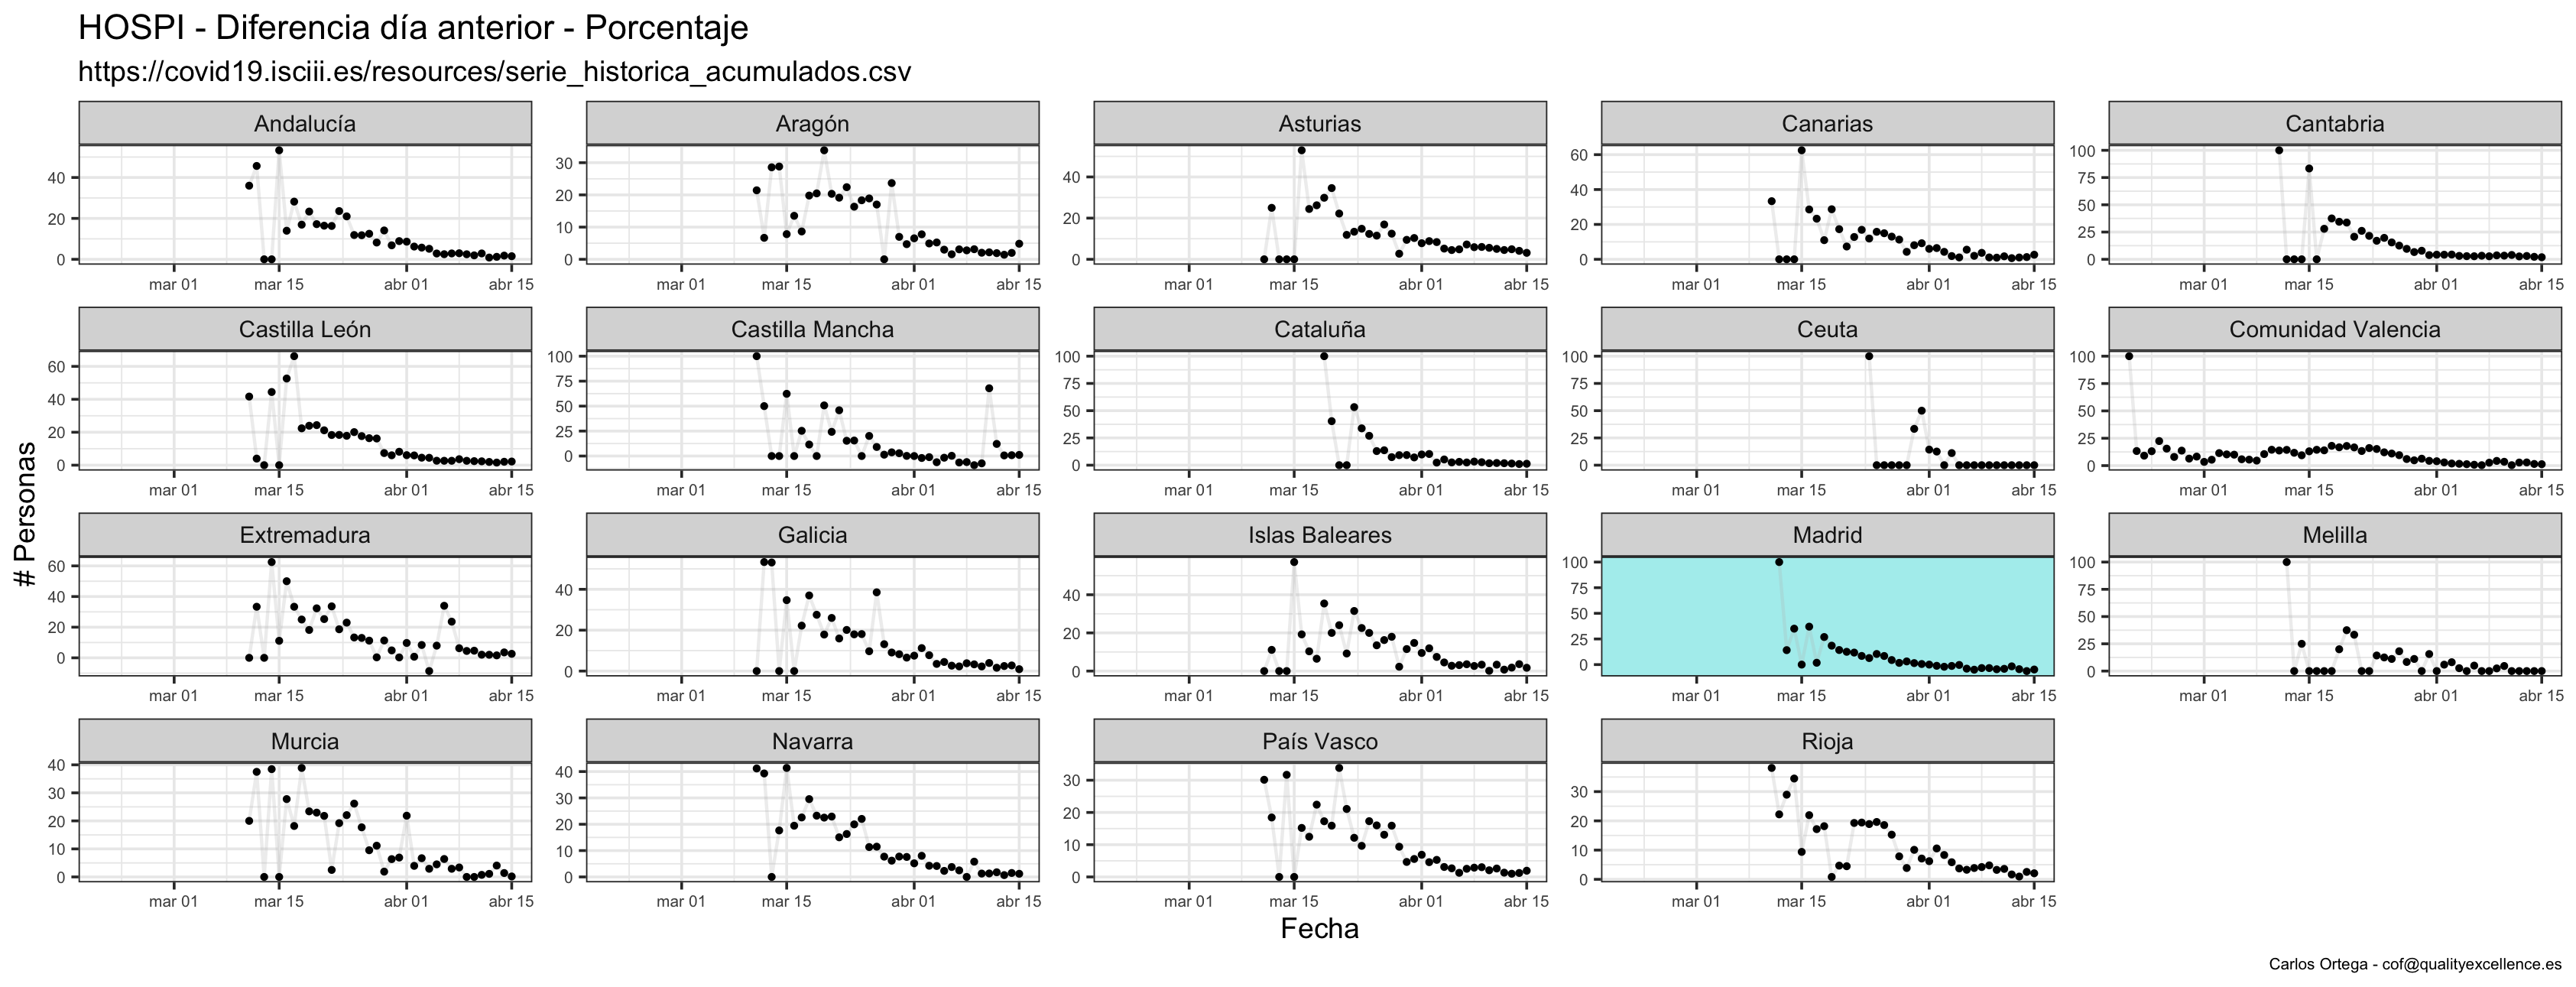 HOSPI - Diferencia día anterior - Porcentaje
https://covid19.isciii.es/resources/serie_historica_acumulados.csv
Andalucía
Aragón
Asturias
Canarias
Cantabria
40
20
0
30
20
10
0
40
20
0
60
40
20
0
100
75
50
25
0
mar 01 mar 15 abr 01 abr 15
mar 01 mar 15 abr 01 abr 15
mar 01 mar 15 abr 01 abr 15
mar 01 mar 15 abr 01 abr 15
mar 01 mar 15 abr 01 abr 15
Castilla León
Castilla Mancha
Cataluña
Ceuta
Comunidad Valencia
60
40
20
0
100
75
50
25
0
100
75
50
25
0
100
75
50
25
0
100
75
50
25
0
mar 01 mar 15 abr 01 abr 15
mar 01 mar 15 abr 01 abr 15
mar 01 mar 15 abr 01 abr 15
mar 01 mar 15 abr 01 abr 15
mar 01 mar 15 abr 01 abr 15
# Personas
Extremadura
Galicia
Islas Baleares
Madrid
Melilla
60
40
20
0
40
20
0
40
20
0
100
75
50
25
0
100
75
50
25
0
mar 01 mar 15 abr 01 abr 15
mar 01 mar 15 abr 01 abr 15
mar 01 mar 15 abr 01 abr 15
mar 01 mar 15 abr 01 abr 15
mar 01 mar 15 abr 01 abr 15
Murcia
Navarra
País Vasco
Rioja
40
30
20
10
0
40
30
20
10
0
30
20
10
0
30
20
10
0
mar 01 mar 15 abr 01 abr 15
mar 01 mar 15 abr 01 abr 15
mar 01 mar 15 abr 01 abr 15
mar 01 mar 15 abr 01 abr 15
Fecha
Carlos Ortega - cof@qualityexcellence.es